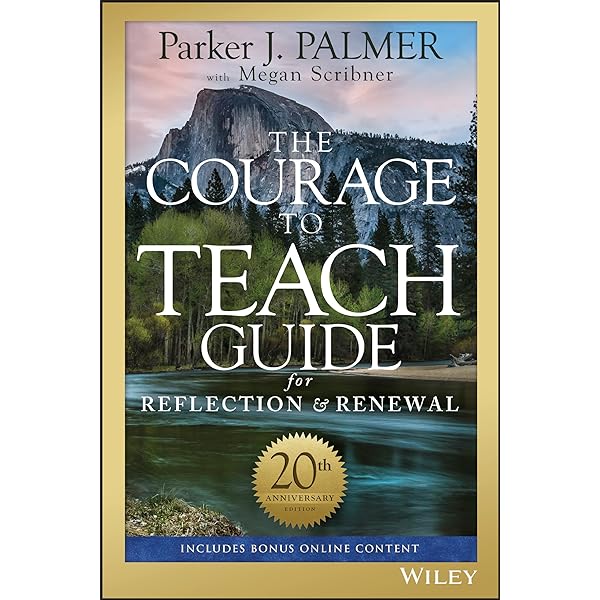 Parker J. PALMER
with Megan Scribner
THE
COURAGE
TO
TEACH
GUIDE
for
REFLECTION & RENEWAL
20th
ANNIVERSARY
EDITION
INCLUDES BONUS ONLINE CONTENT
WILEY